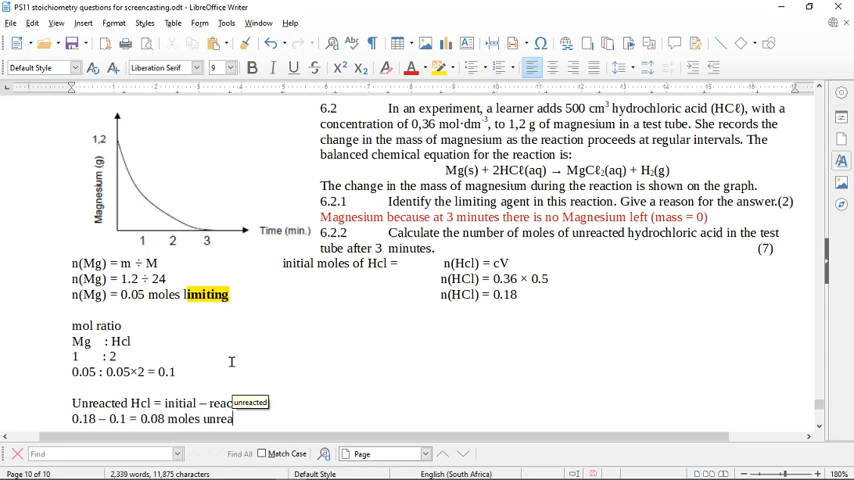 PS11 stoichiometry questions for screencasting.odt - LibreOffice Writer
File Edit View Insert Format Styles Table Form Tools Window Help
Default Style Liberation Serif 9
1,2
Magnesium (g)
1 2 3
Time (min.)
6.2 In an experiment, a learner adds 500 cm³ hydrochloric acid (HCℓ), with a
concentration of 0,36 mol·dm⁻³, to 1,2 g of magnesium in a test tube. She records the
change in the mass of magnesium as the reaction proceeds at regular intervals. The
balanced chemical equation for the reaction is:
Mg(s) + 2HCℓ(aq) → MgCℓ₂(aq) + H₂(g)
The change in the mass of magnesium during the reaction is shown on the graph.
6.2.1 Identify the limiting agent in this reaction. Give a reason for the answer.(2)
Magnesium because at 3 minutes there is no Magnesium left (mass = 0)
6.2.2 Calculate the number of moles of unreacted hydrochloric acid in the test
tube after 3 minutes. (7)
n(Mg) = m ÷ M initial moles of Hcl = n(Hcl) = cV
n(Mg) = 1.2 ÷ 24 n(HCl) = 0.36 × 0.5
n(Mg) = 0.05 moles limiting n(HCl) = 0.18
mol ratio
Mg : Hcl
1 : 2
0.05 : 0.05×2 = 0.1
Unreacted Hcl = initial – reac unreacted
0.18 – 0.1 = 0.08 moles unrea
Find Find All Match Case Page
Page 10 of 10 2,339 words, 11,875 characters Default Style English (South Africa) 180%